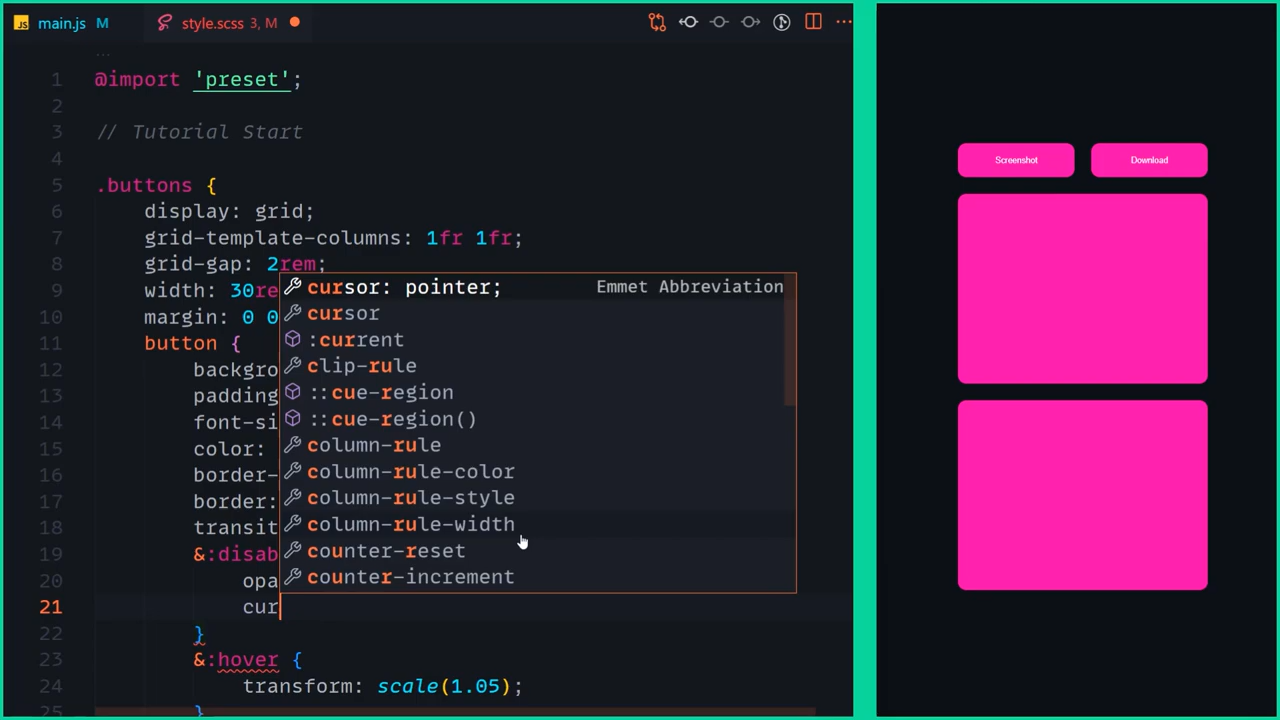 main.js M style.scss 3, M
1 @import 'preset';
2
3 // Tutorial Start
4
5 .buttons {
6 display: grid;
7 grid-template-columns: 1fr 1fr;
8 grid-gap: 2rem;
9 width: 30re
10 margin: 0 0
11 button {
12 backgro
13 padding
14 font-si
15 color:
16 border-
17 border:
18 transit
19 &:disab
20 opa
21 cur
22 }
23 &:hover {
24 transform: scale(1.05);
25 }
cursor: pointer; Emmet Abbreviation
cursor
:current
clip-rule
::cue-region
::cue-region()
column-rule
column-rule-color
column-rule-style
column-rule-width
counter-reset
counter-increment
Screenshot
Download